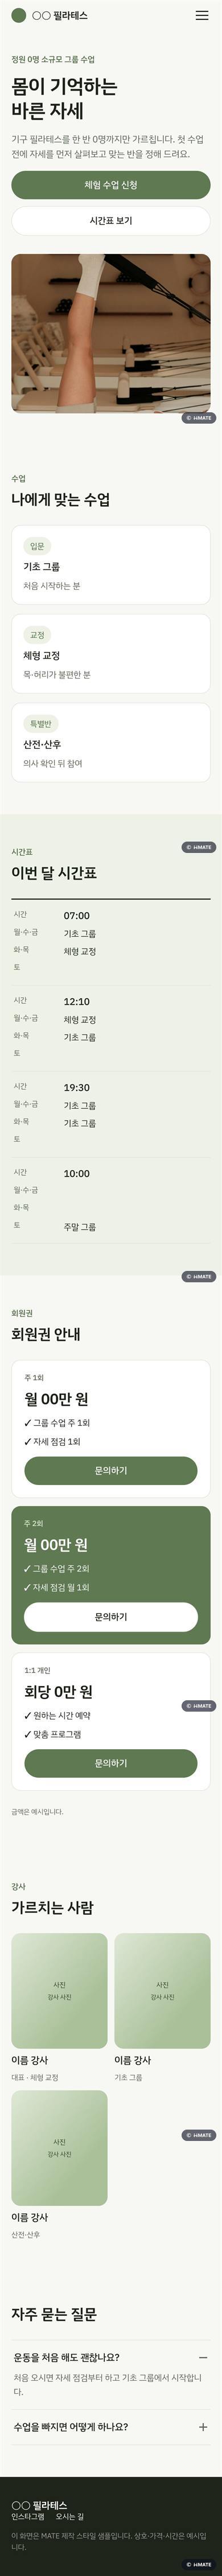 ○○ 필라테스
정원 0명 소규모 그룹 수업
몸이 기억하는
바른 자세
기구 필라테스를 한 반 0명까지만 가르칩니다. 첫 수업
전에 자세를 먼저 살펴보고 맞는 반을 정해 드려요.
체험 수업 신청
시간표 보기
© HMATE
수업
나에게 맞는 수업
입문
기초 그룹
처음 시작하는 분
교정
체형 교정
목·허리가 불편한 분
특별반
산전·산후
의사 확인 뒤 참여
© HMATE
시간표
이번 달 시간표
시간 07:00
월·수·금 기초 그룹
화·목 체형 교정
토
시간 12:10
월·수·금 체형 교정
화·목 기초 그룹
토
시간 19:30
월·수·금 기초 그룹
화·목 기초 그룹
토
시간 10:00
월·수·금
화·목
토 주말 그룹
© HMATE
회원권
회원권 안내
주 1회
월 00만 원
✓ 그룹 수업 주 1회
✓ 자세 점검 1회
문의하기
주 2회
월 00만 원
✓ 그룹 수업 주 2회
✓ 자세 점검 월 1회
문의하기
1:1 개인
회당 0만 원
© HMATE
✓ 원하는 시간 예약
✓ 맞춤 프로그램
문의하기
금액은 예시입니다.
강사
가르치는 사람
사진
강사 사진
사진
강사 사진
이름 강사
대표 · 체형 교정
이름 강사
기초 그룹
사진
강사 사진
© HMATE
이름 강사
산전·산후
자주 묻는 질문
운동을 처음 해도 괜찮나요?
처음 오시면 자세 점검부터 하고 기초 그룹에서 시작합니
다.
수업을 빠지면 어떻게 하나요?
○○ 필라테스
인스타그램 오시는 길
이 화면은 MATE 제작 스타일 샘플입니다. 상호·가격·시간은 예시입
니다.
© HMATE